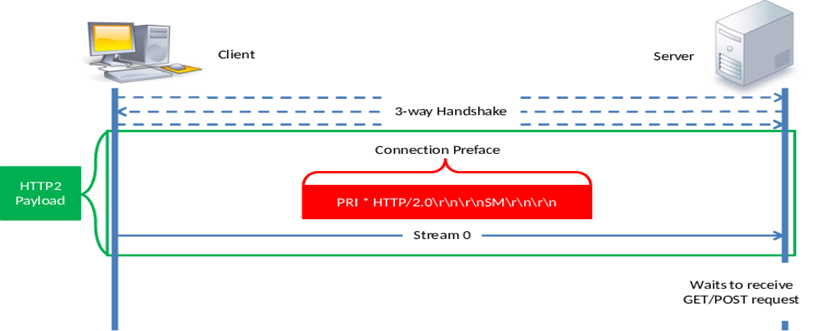 Client
Server
3-way Handshake
Connection Preface
HTTP2
Payload
PRI * HTTP/2.0\r\n\r\nSM\r\n\r\n
Stream 0
Waits to receive
GET/POST request